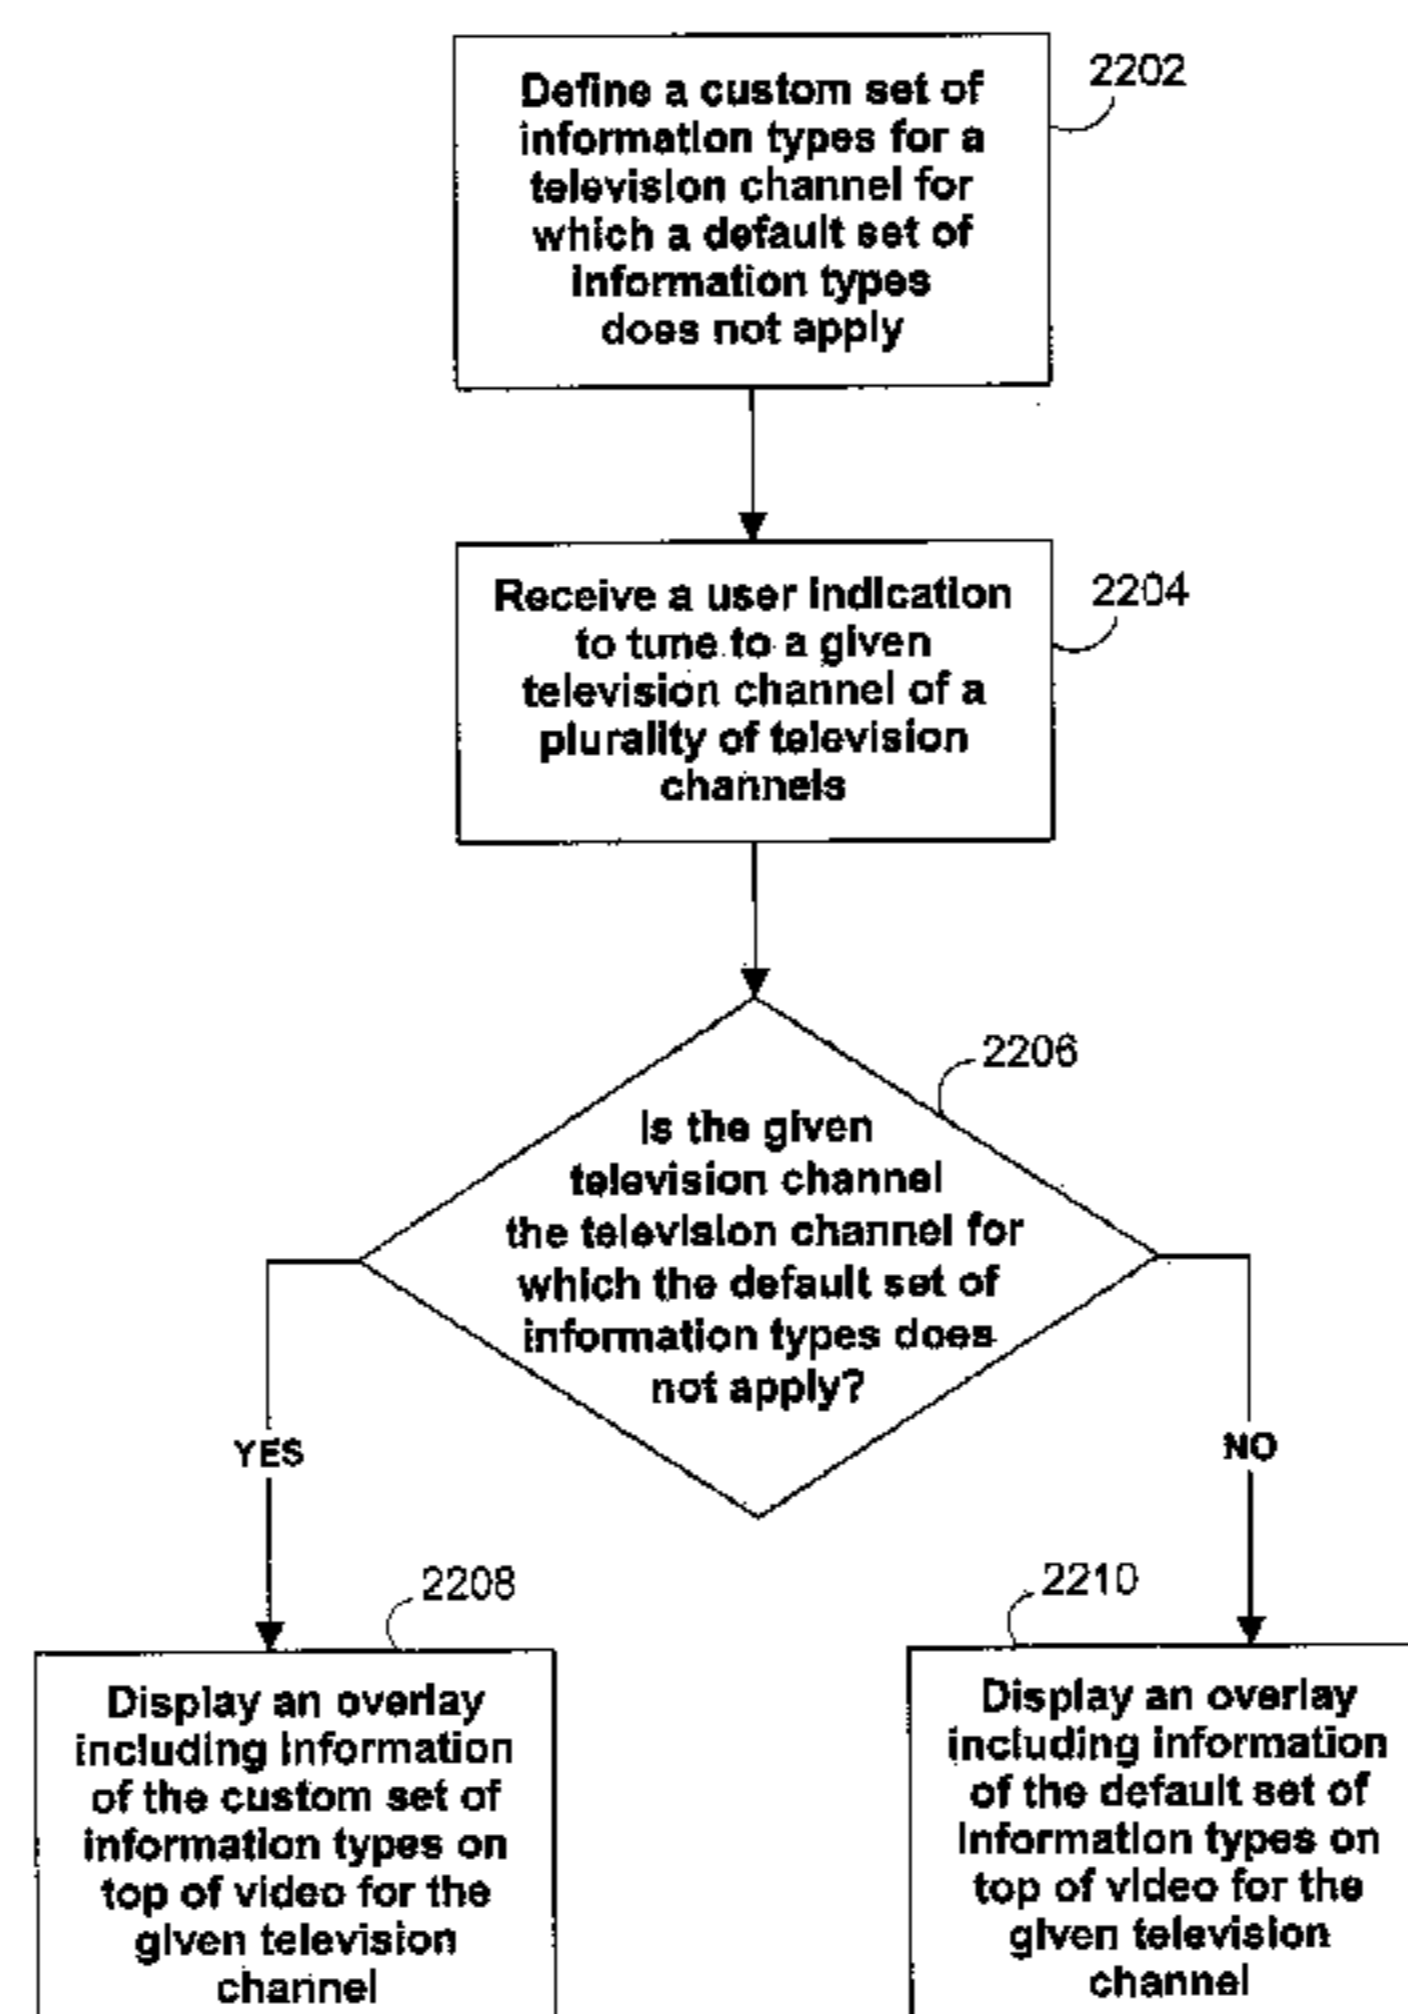 Define a custom set of
information types for a
television channel for
which a default set of
information types
does not apply
2202
Receive a user indication
to tune to a given
television channel of a
plurality of television
channels
2204
2206
Is the given
television channel
the television channel for
which the default set of
information types does
not apply?
YES
NO
2208
2210
Display an overlay
including information
of the custom set of
information types on
top of video for the
given television
channel
Display an overlay
including information
of the default set of
information types on
top of video for the
given television
channel